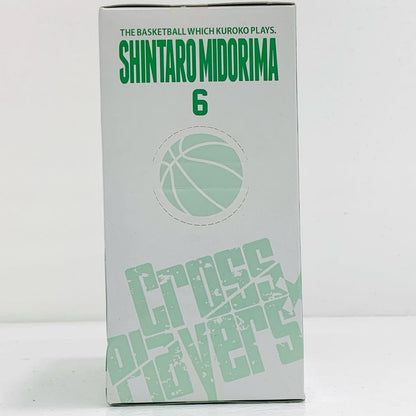 THE BASKETBALL WHICH KUROKO PLAYS.
SHINTARO MIDORIMA
6
Cross
Players